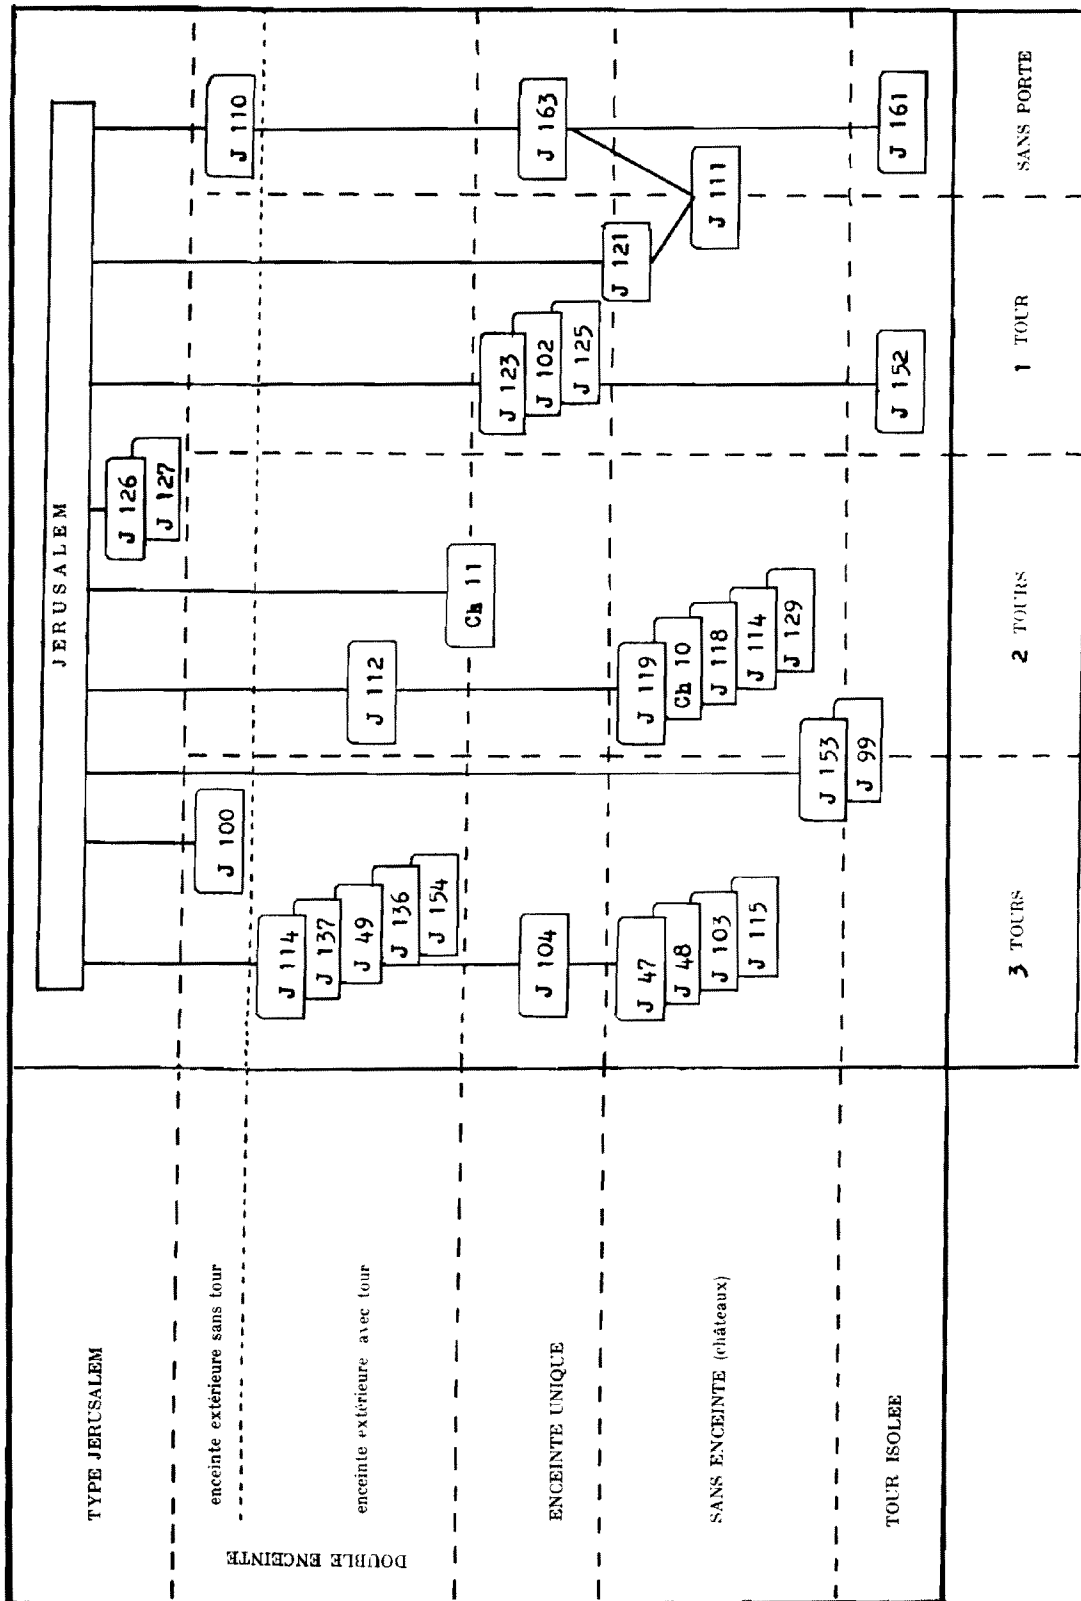 JERUSALEM
TYPE JERUSALEM
J 126
J 127
DOUBLE ENCEINTE
enceinte extérieure sans tour
J 100
J 110
enceinte extérieure avec tour
J 114
J 137
J 49
J 136
J 154
J 112
Ch 11
ENCEINTE UNIQUE
J 104
J 123
J 102
J 125
J 163
SANS ENCEINTE (châteaux)
J 47
J 48
J 103
J 115
J 119
Ch 10
J 118
J 114
J 129
J 121
J 111
TOUR ISOLEE
J 153
J 99
J 152
J 161
3 TOURS
2 TOURS
1 TOUR
SANS PORTE